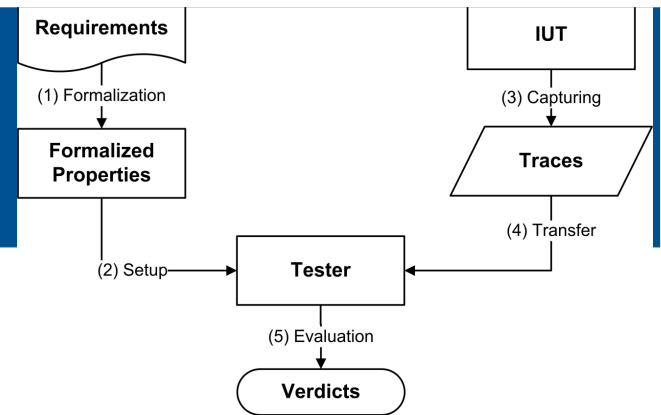 Requirements
IUT
(1) Formalization
(3) Capturing
Formalized
Properties
Traces
(4) Transfer
(2) Setup
Tester
(5) Evaluation
Verdicts